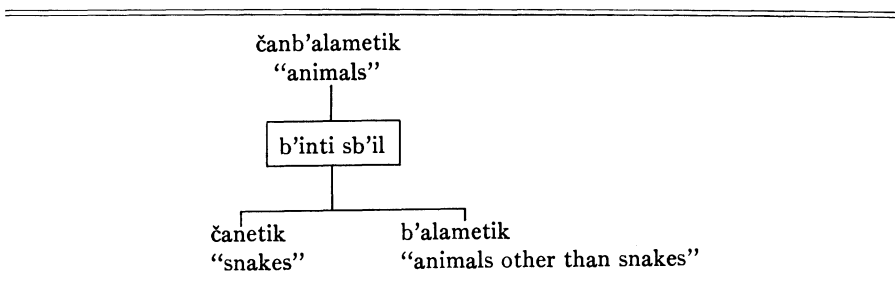 čanb’alametik
“animals”
b’inti sb’il
čanetik
“snakes”
b’alametik
“animals other than snakes”